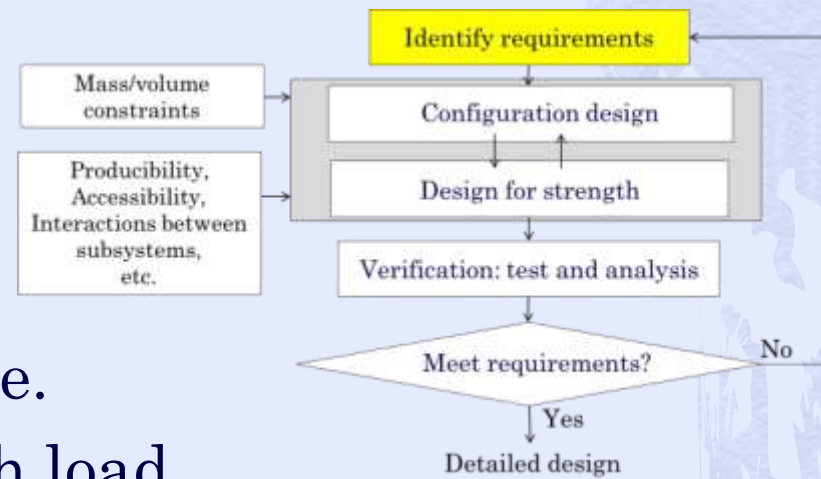 Identify requirements
Mass/volume
constraints
Configuration design
Producibility,
Accessibility,
Interactions between
subsystems,
etc.
Design for strength
Verification: test and analysis
Meet requirements?
No
Yes
Detailed design
e.
load